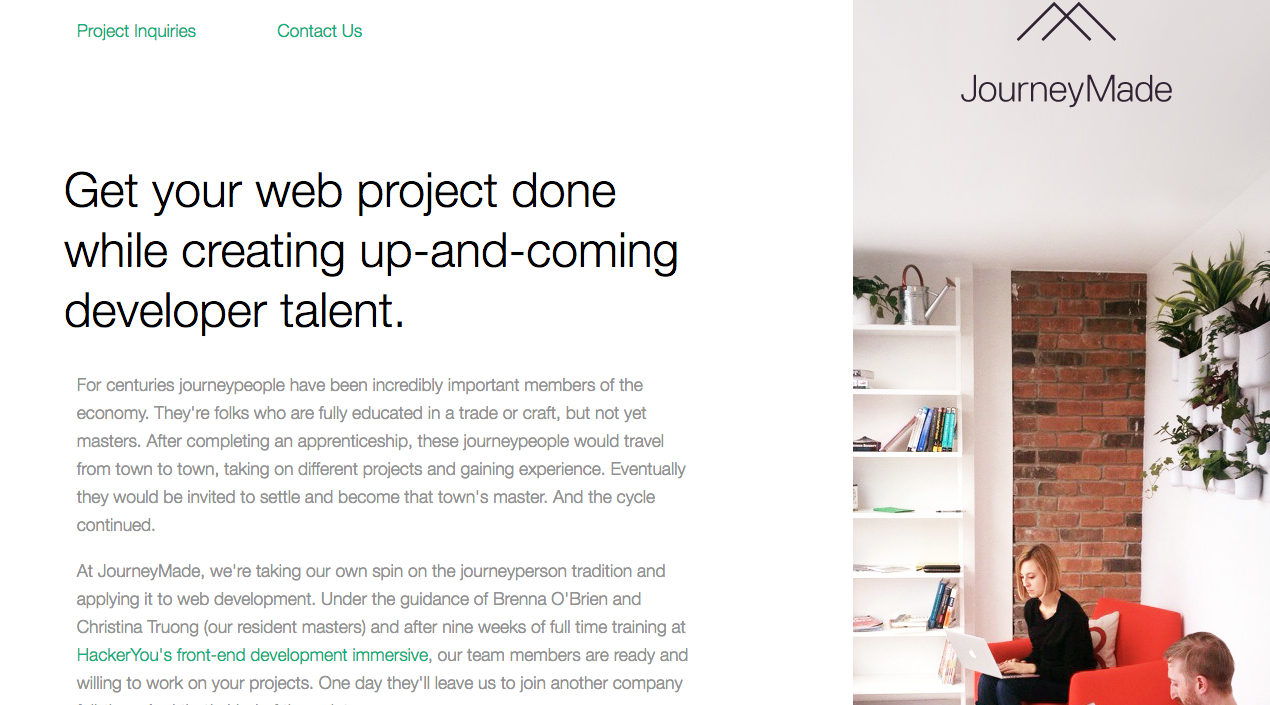 Project Inquiries
Contact Us
JourneyMade
Get your web project done
while creating up-and-coming
developer talent.
For centuries journeypeople have been incredibly important members of the
economy. They're folks who are fully educated in a trade or craft, but not yet
masters. After completing an apprenticeship, these journeypeople would travel
from town to town, taking on different projects and gaining experience. Eventually
they would be invited to settle and become that town's master. And the cycle
continued.
At JourneyMade, we're taking our own spin on the journeyperson tradition and
applying it to web development. Under the guidance of Brenna O'Brien and
Christina Truong (our resident masters) and after nine weeks of full time training at
HackerYou's front-end development immersive, our team members are ready and
willing to work on your projects. One day they'll leave us to join another company